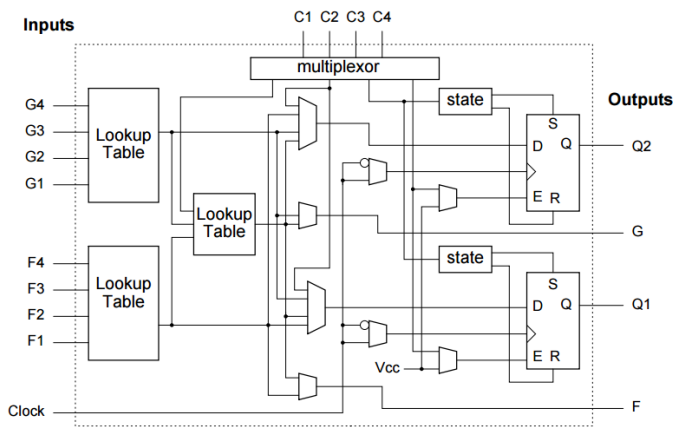 Inputs
C1 C2 C3 C4
multiplexor
Outputs
G4
G3
G2
G1
Lookup
Table
state
S
D Q
E R
Q2
Lookup
Table
G
F4
F3
F2
F1
Lookup
Table
state
S
D Q
E R
Q1
Vcc
Clock
F